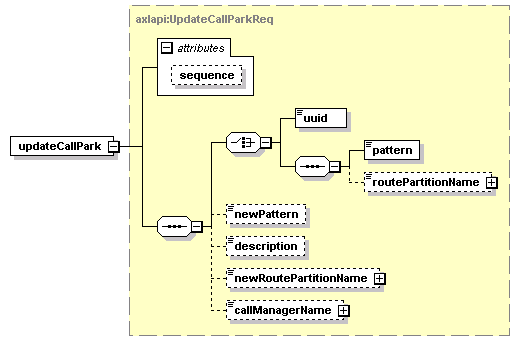 axlapi:UpdateCallParkReq
attributes
sequence
updateCallPark
uuid
pattern
routePartitionName
newPattern
description
newRoutePartitionName
callManagerName